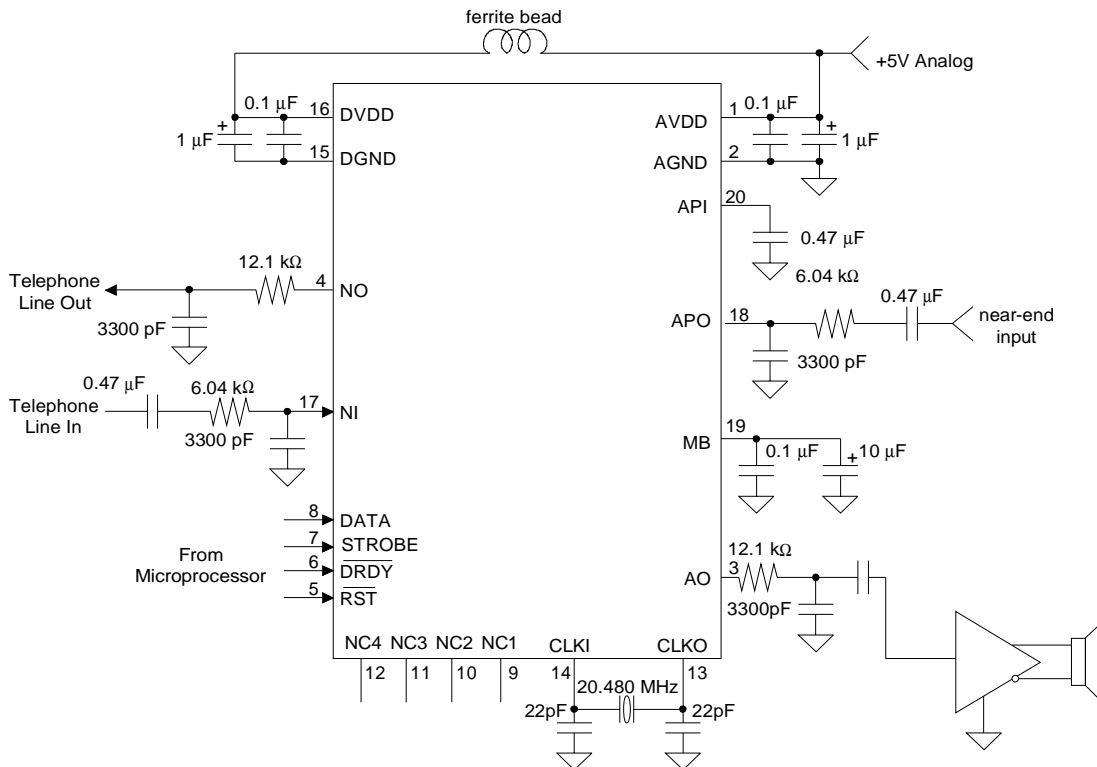 ferrite bead
+5V Analog
0.1 μF
16
DVDD
1 μF
+
15
DGND
1
0.1 μF
AVDD
+
1 μF
2
AGND
20
API
0.47 μF
12.1 kΩ
Telephone
Line Out
4
NO
3300 pF
6.04 kΩ
0.47 μF
18
APO
near-end
input
3300 pF
0.47 μF
6.04 kΩ
Telephone
Line In
17
NI
3300 pF
19
MB
0.1 μF
+
10 μF
8
DATA
7
STROBE
From
Microprocessor
6
DRDY
5
RST
12.1 kΩ
3
AO
3300pF
NC4
NC3
NC2
NC1
CLKI
CLKO
12
11
10
9
14
13
20.480 MHz
22pF
22pF